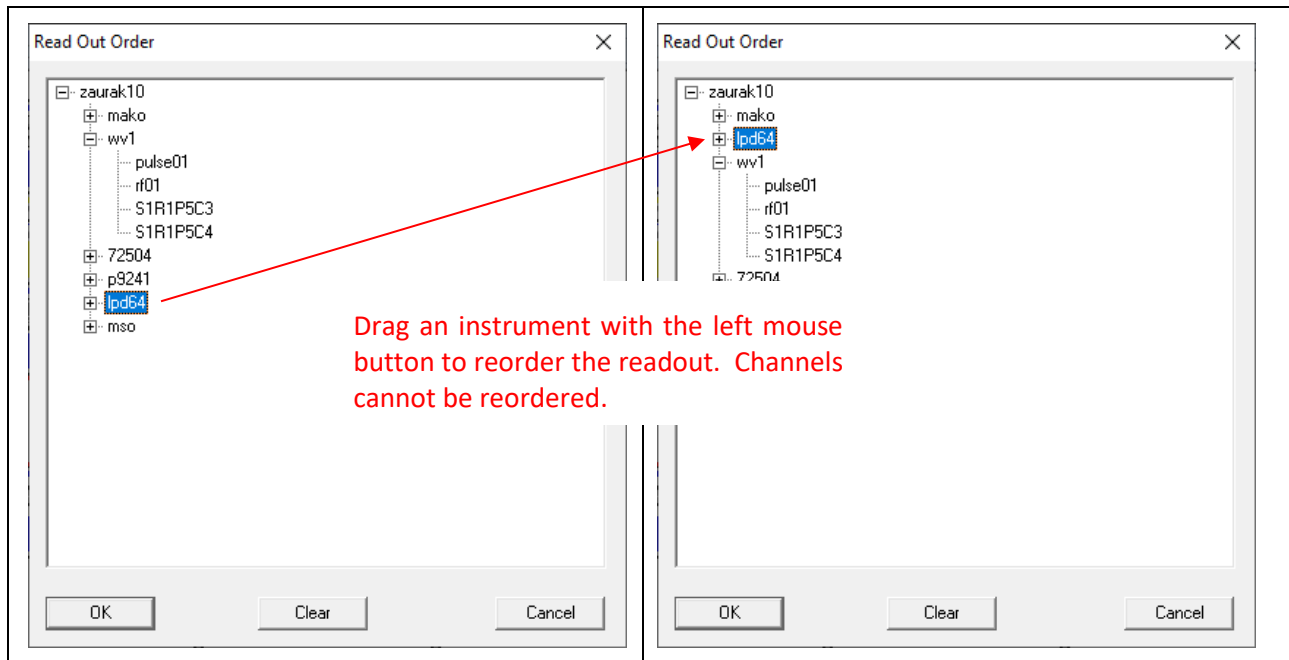 Read Out Order
zaurak10
mako
wv1
pulse01
rf01
S1R1P5C3
S1R1P5C4
72504
p9241
lpd64
mso
OK Clear Cancel
Read Out Order
zaurak10
mako
lpd64
wv1
pulse01
rf01
S1R1P5C3
S1R1P5C4
72504
OK Clear Cancel
Drag an instrument with the left mouse
button to reorder the readout. Channels
cannot be reordered.